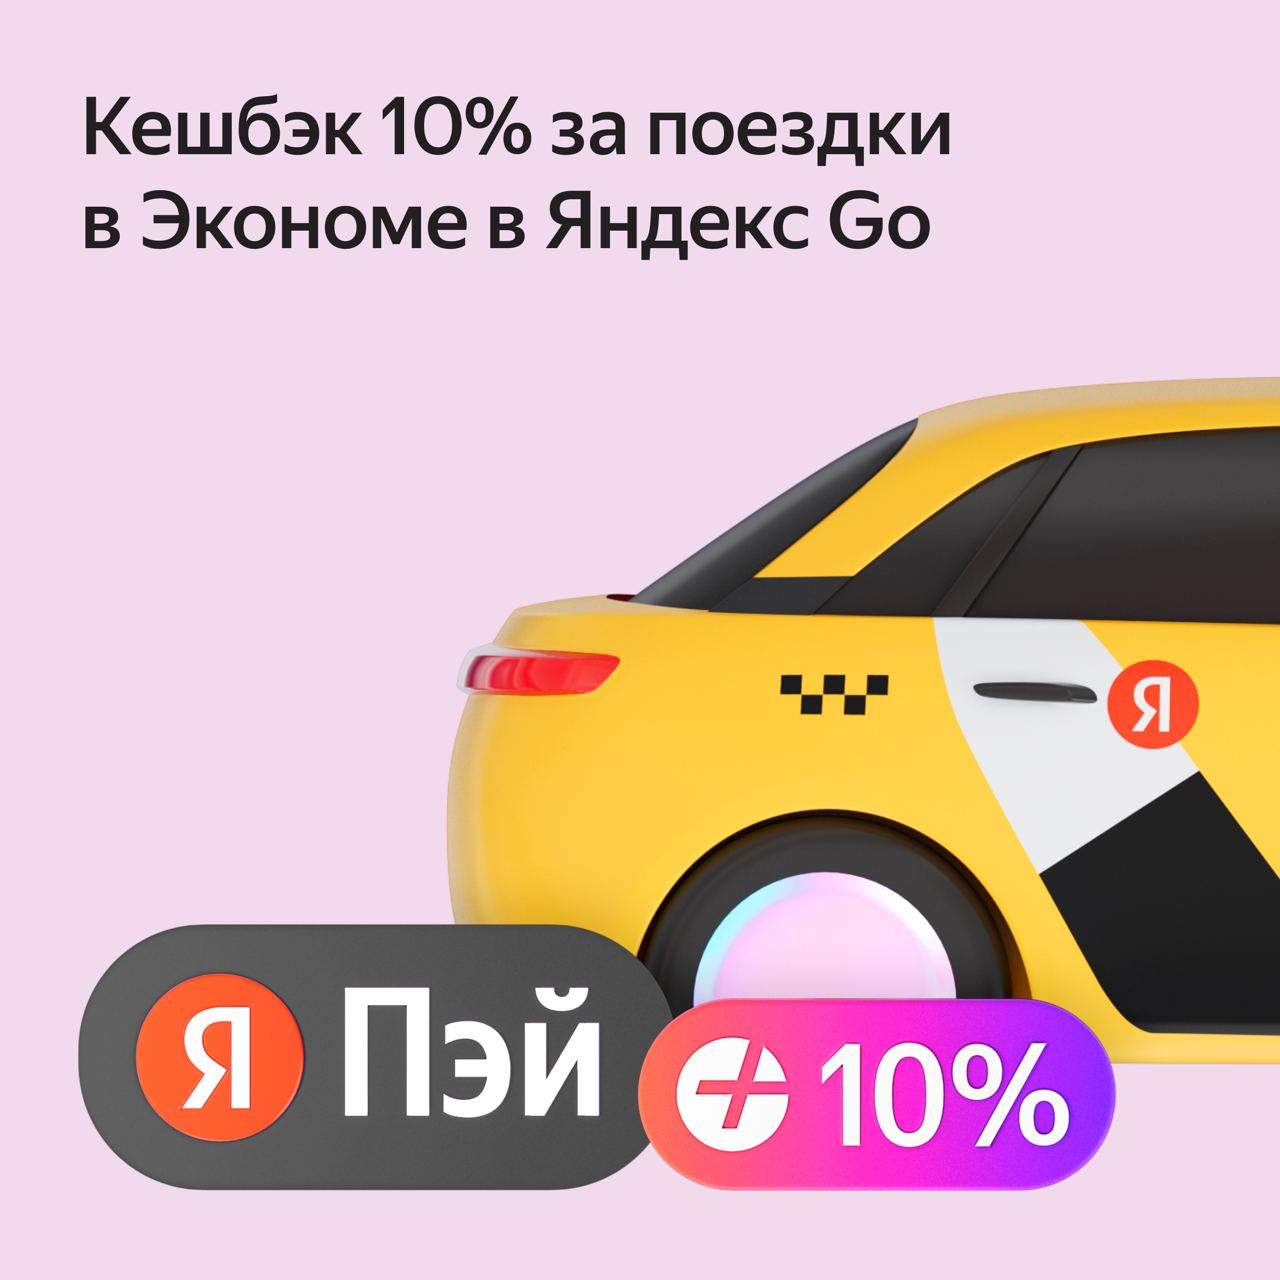 Кешбэк 10% за поездки
в Экономе в Яндекс Go
Я
Я Пэй
10%